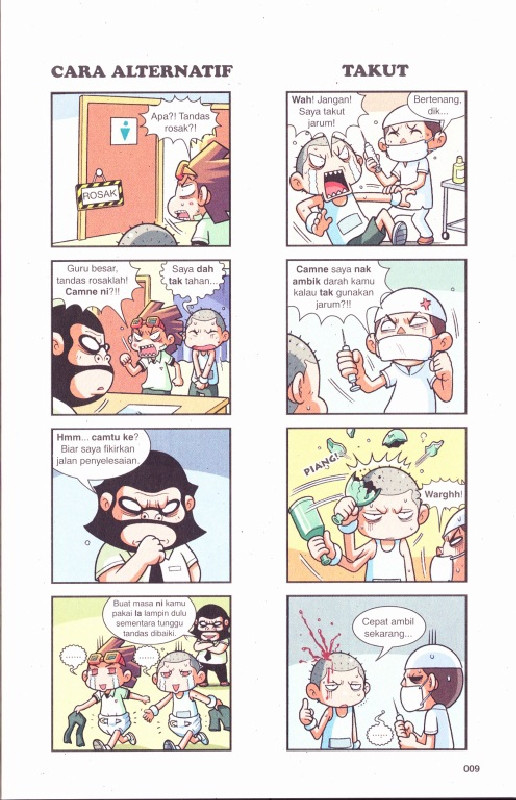 CARA ALTERNATIF
Apa?! Tandas
rosak?!
ROSAK
Guru besar,
tandas rosakllah!
Camne ni?!!
Saya dah
tak tahan...
Hmm... camtu ke?
Biar saya fikirkan
jalan penyelesaian.
Buat masa ni kamu
pakai la lampin dulu
sementara tunggu
tandas dibaiki.
......
......
TAKUT
Wah! Jangan!
Saya takut
jarum!
Bertenang,
dik...
Camne saya nak
ambik darah kamu
kalau tak gunakan
jarum?!!
PIANG!
Warghh!
Cepat ambil
sekarang...
....
009